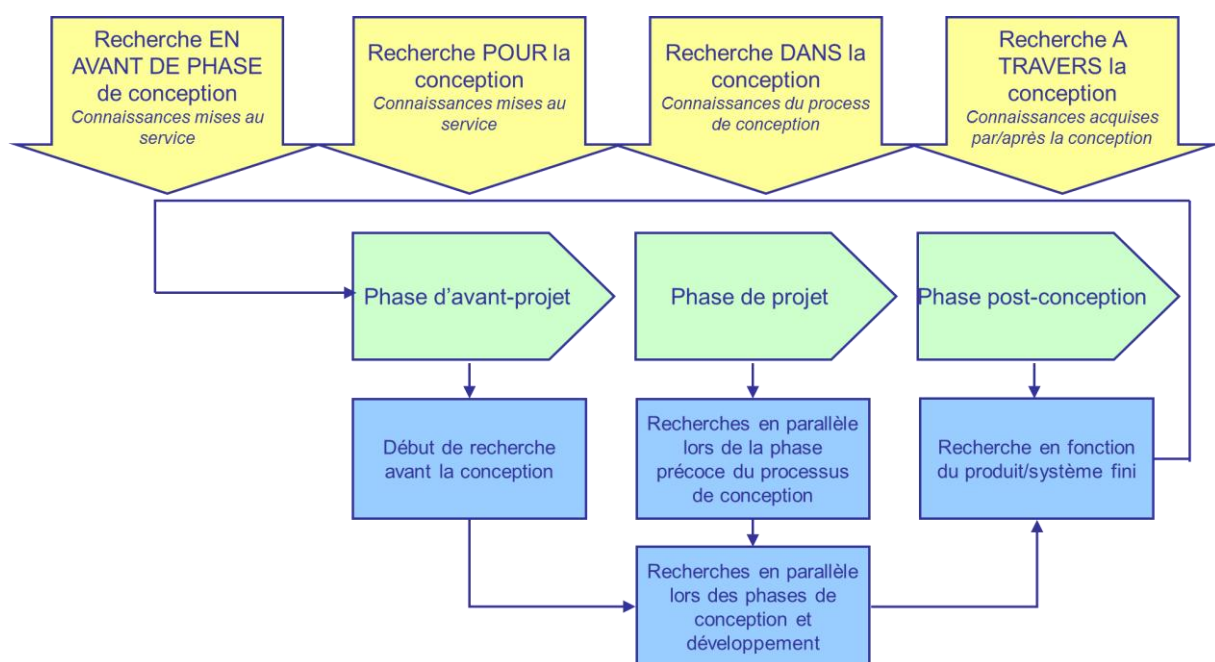 Recherche EN
AVANT DE PHASE
de conception
Connaissances mises au
service
Recherche POUR la
conception
Connaissances mises au
service
Recherche DANS la
conception
Connaissances du process
de conception
Recherche A
TRAVERS la
conception
Connaissances acquises
par/après la conception
Phase d'avant-projet
Phase de projet
Phase post-conception
Début de recherche
avant la conception
Recherches en parallèle
lors de la phase
précoce du processus
de conception
Recherche en fonction
du produit/système fini
Recherches en parallèle
lors des phases de
conception et
développement